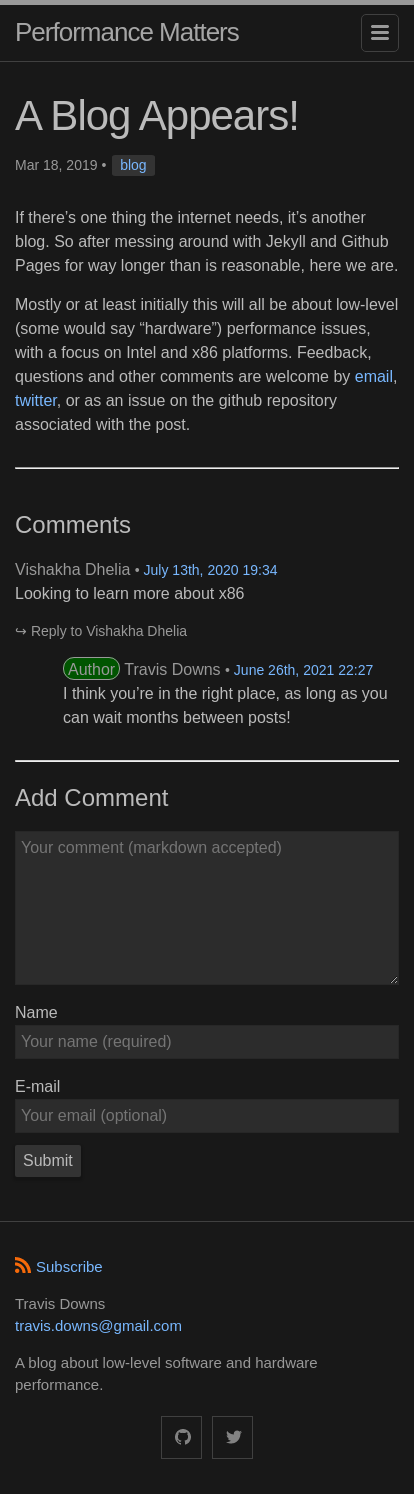 Performance Matters
A Blog Appears!
Mar 18, 2019 • blog
If there’s one thing the internet needs, it’s another
blog. So after messing around with Jekyll and Github
Pages for way longer than is reasonable, here we are.
Mostly or at least initially this will all be about low-level
(some would say “hardware”) performance issues,
with a focus on Intel and x86 platforms. Feedback,
questions and other comments are welcome by email,
twitter, or as an issue on the github repository
associated with the post.
Comments
Vishakha Dhelia • July 13th, 2020 19:34
Looking to learn more about x86
↪ Reply to Vishakha Dhelia
Author Travis Downs • June 26th, 2021 22:27
I think you’re in the right place, as long as you
can wait months between posts!
Add Comment
Your comment (markdown accepted)
Name
Your name (required)
E-mail
Your email (optional)
Submit
Subscribe
Travis Downs
travis.downs@gmail.com
A blog about low-level software and hardware
performance.